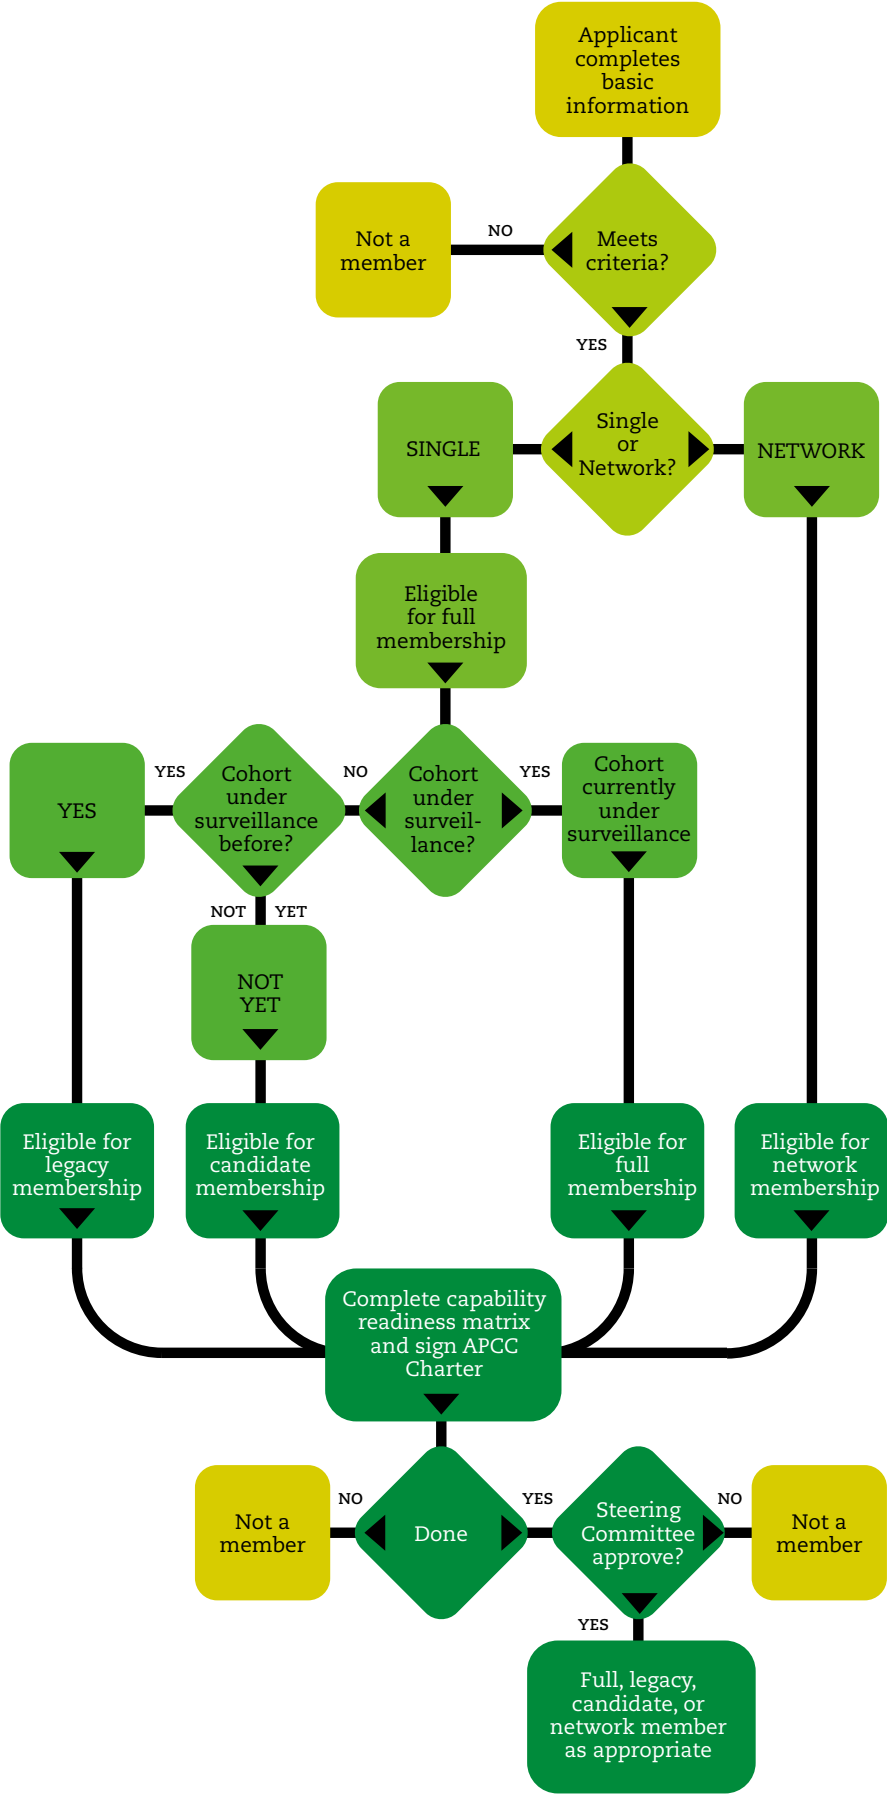 Applicant
completes
basic
information
Not a
member
NO
Meets
criteria?
YES
SINGLE
Single
or
Network?
NETWORK
Eligible
for full
membership
YES
YES
Cohort
under
surveillance
before?
NO
Cohort
under
surveil-
lance?
YES
Cohort
currently
under
surveillance
NOT YET
NOT
YET
Eligible for
legacy
membership
Eligible for
candidate
membership
Eligible for
full
membership
Eligible for
network
membership
Complete capability
readiness matrix
and sign APCC
Charter
Not a
member
NO
Done
YES
Steering
Committee
approve?
NO
Not a
member
YES
Full, legacy,
candidate, or
network member
as appropriate